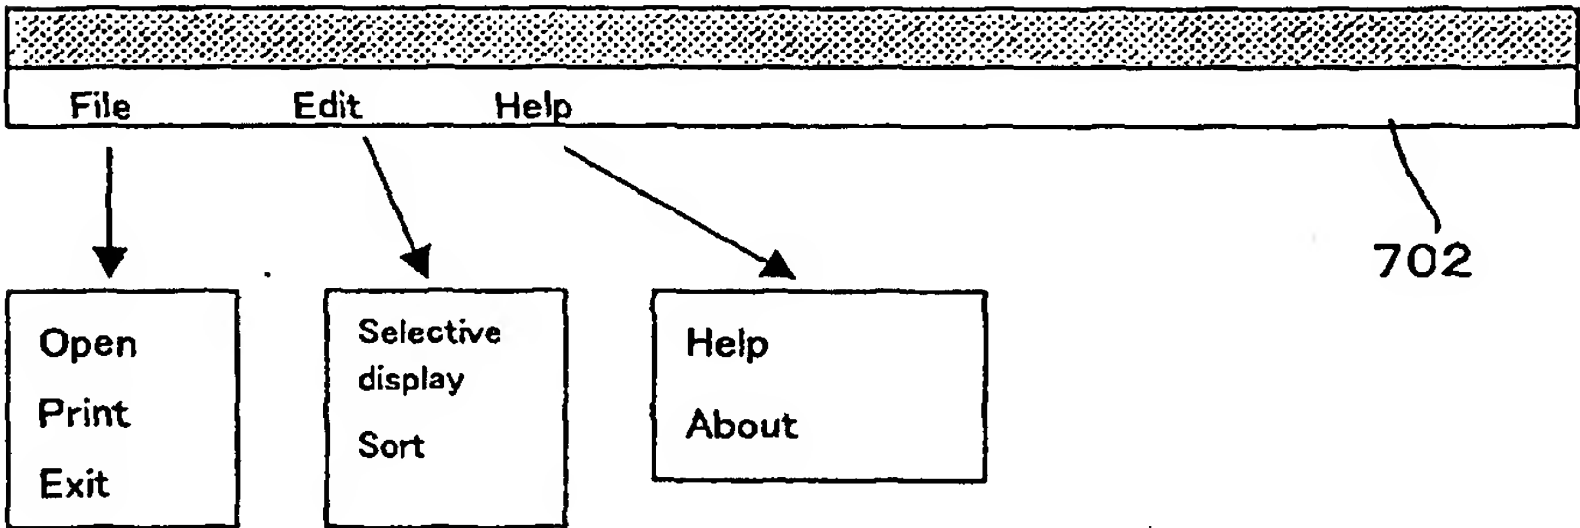 File Edit Help
702
Open
Print
Exit
Selective
display
Sort
Help
About